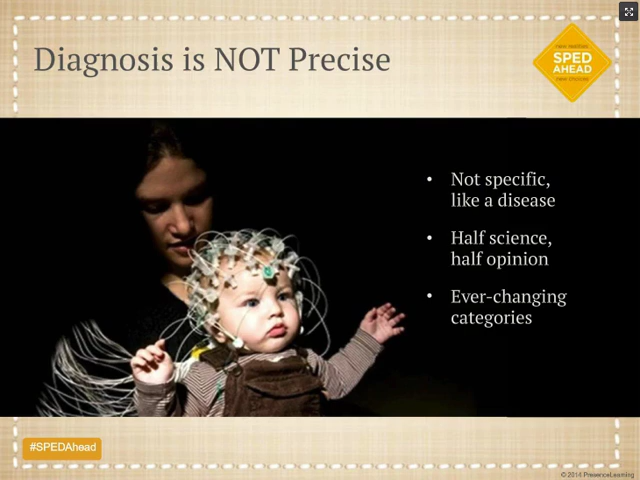 Diagnosis is NOT Precise
new realities
SPED
AHEAD
new choices
• Not specific,
like a disease
• Half science,
half opinion
• Ever-changing
categories
#SPEDAhead
© 2014 PresenceLearning